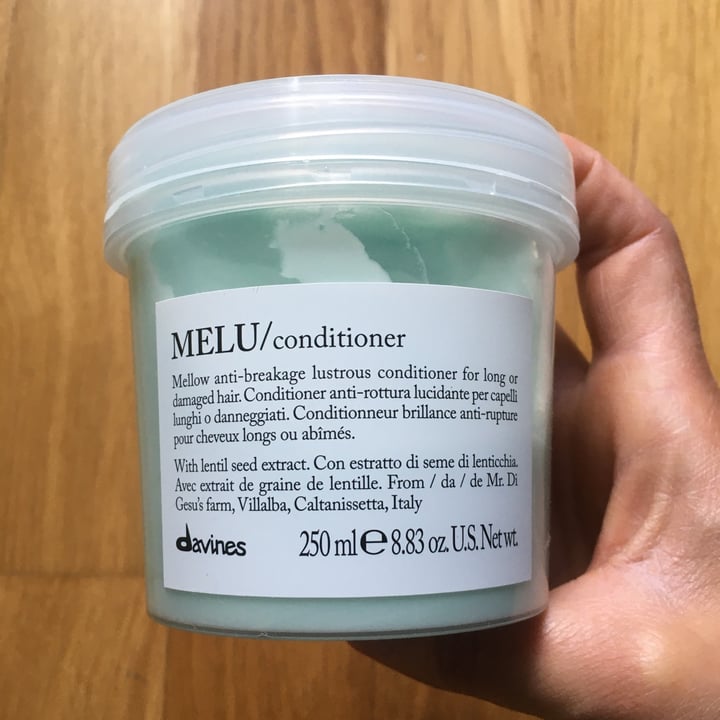 MELU/conditioner
Mellow anti-breakage lustrous conditioner for long or
damaged hair. Conditioner anti-rottura lucidante per capelli
lunghi o danneggiati. Conditionneur brillance anti-rupture
pour cheveux longs ou abîmés.
With lentil seed extract. Con estratto di seme di lenticchia.
Avec extrait de graine de lentille. From / da / de Mr. Di
Gesu's farm, Villalba, Caltanissetta, Italy
davines 250 ml ℮ 8.83 oz. U.S. Net wt.